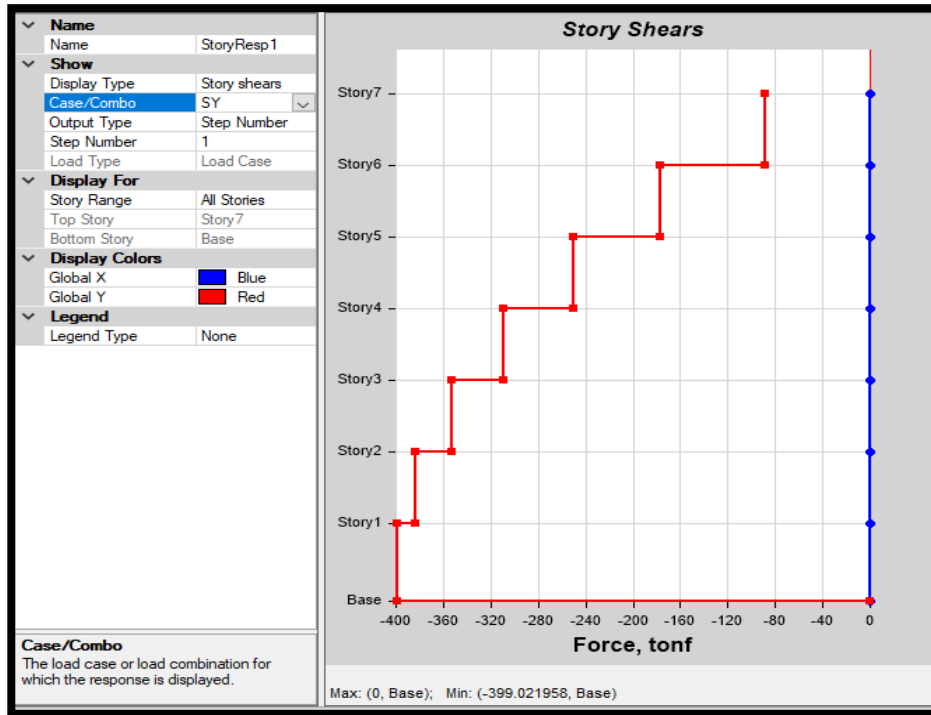 Name
Name StoryResp1
Show
Display Type Story shears
Case/Combo SY
Output Type Step Number
Step Number 1
Load Type Load Case
Display For
Story Range All Stories
Top Story Story7
Bottom Story Base
Display Colors
Global X Blue
Global Y Red
Legend
Legend Type None
Case/Combo
The load case or load combination for
which the response is displayed.
Story Shears
Story7
Story6
Story5
Story4
Story3
Story2
Story1
Base
-400 -360 -320 -280 -240 -200 -160 -120 -80 -40 0
Force, tonf
Max: (0, Base); Min: (-399.021958, Base)